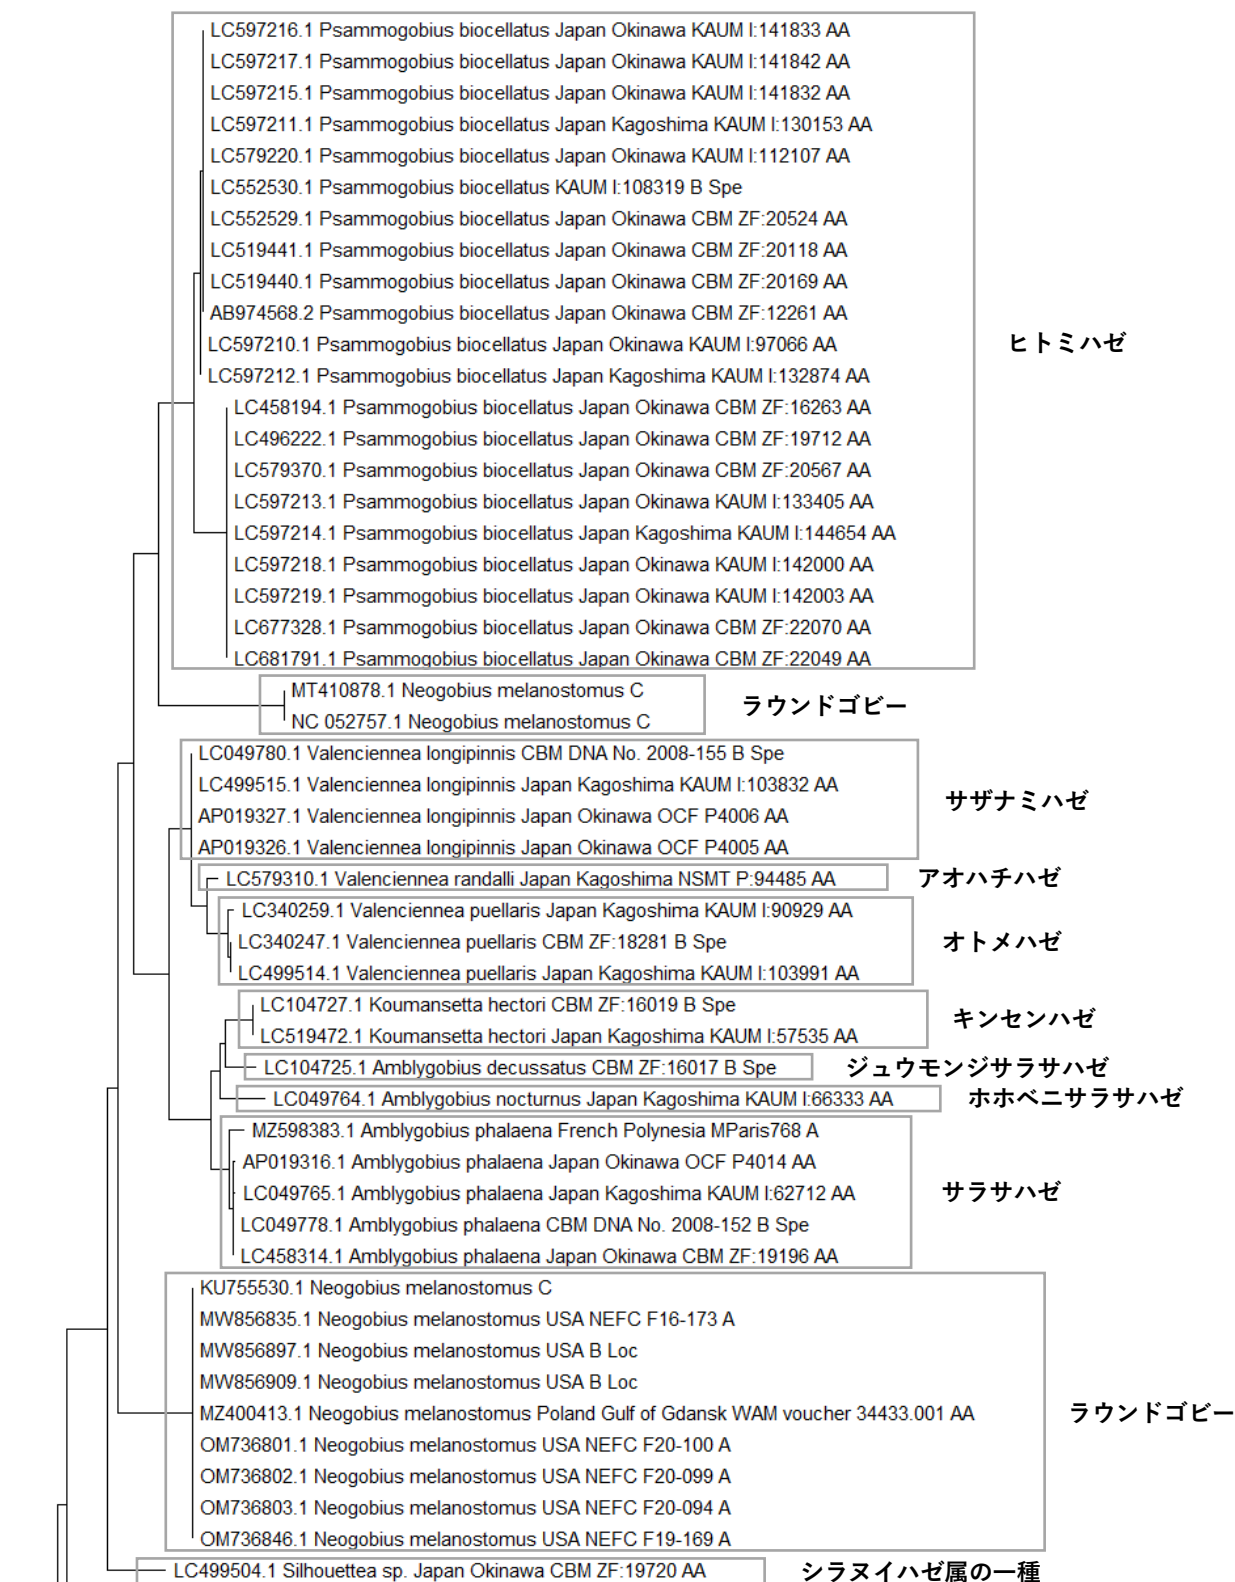 LC597216.1 Psammogobius biocellatus Japan Okinawa KAUM I:141833 AA
LC597217.1 Psammogobius biocellatus Japan Okinawa KAUM I:141842 AA
LC597215.1 Psammogobius biocellatus Japan Okinawa KAUM I:141832 AA
LC597211.1 Psammogobius biocellatus Japan Kagoshima KAUM I:130153 AA
LC579220.1 Psammogobius biocellatus Japan Okinawa KAUM I:112107 AA
LC552530.1 Psammogobius biocellatus KAUM I:108319 B Spe
LC552529.1 Psammogobius biocellatus Japan Okinawa CBM ZF:20524 AA
LC519441.1 Psammogobius biocellatus Japan Okinawa CBM ZF:20118 AA
LC519440.1 Psammogobius biocellatus Japan Okinawa CBM ZF:20169 AA
AB974568.2 Psammogobius biocellatus Japan Okinawa CBM ZF:12261 AA
LC597210.1 Psammogobius biocellatus Japan Okinawa KAUM I:97066 AA
ヒトミハゼ
LC597212.1 Psammogobius biocellatus Japan Kagoshima KAUM I:132874 AA
LC458194.1 Psammogobius biocellatus Japan Okinawa CBM ZF:16263 AA
LC496222.1 Psammogobius biocellatus Japan Okinawa CBM ZF:19712 AA
LC579370.1 Psammogobius biocellatus Japan Okinawa CBM ZF:20567 AA
LC597213.1 Psammogobius biocellatus Japan Okinawa KAUM I:133405 AA
LC597214.1 Psammogobius biocellatus Japan Kagoshima KAUM I:144654 AA
LC597218.1 Psammogobius biocellatus Japan Okinawa KAUM I:142000 AA
LC597219.1 Psammogobius biocellatus Japan Okinawa KAUM I:142003 AA
LC677328.1 Psammogobius biocellatus Japan Okinawa CBM ZF:22070 AA
LC681791.1 Psammogobius biocellatus Japan Okinawa CBM ZF:22049 AA
MT410878.1 Neogobius melanostomus C
ラウンドゴビー
NC 052757.1 Neogobius melanostomus C
LC049780.1 Valenciennea longipinnis CBM DNA No. 2008-155 B Spe
LC499515.1 Valenciennea longipinnis Japan Kagoshima KAUM I:103832 AA
サザナミハゼ
AP019327.1 Valenciennea longipinnis Japan Okinawa OCF P4006 AA
AP019326.1 Valenciennea longipinnis Japan Okinawa OCF P4005 AA
LC579310.1 Valenciennea randalli Japan Kagoshima NSMT P:94485 AA
アオハチハゼ
LC340259.1 Valenciennea puellaris Japan Kagoshima KAUM I:90929 AA
LC340247.1 Valenciennea puellaris CBM ZF:18281 B Spe
オトメハゼ
LC499514.1 Valenciennea puellaris Japan Kagoshima KAUM I:103991 AA
LC104727.1 Koumansetta hectori CBM ZF:16019 B Spe
キンセンハゼ
LC519472.1 Koumansetta hectori Japan Kagoshima KAUM I:57535 AA
LC104725.1 Amblygobius decussatus CBM ZF:16017 B Spe
ジュウモンジサラサハゼ
LC049764.1 Amblygobius nocturnus Japan Kagoshima KAUM I:66333 AA
ホホベニサラサハゼ
MZ598383.1 Amblygobius phalaena French Polynesia MParis768 A
AP019316.1 Amblygobius phalaena Japan Okinawa OCF P4014 AA
LC049765.1 Amblygobius phalaena Japan Kagoshima KAUM I:62712 AA
サラサハゼ
LC049778.1 Amblygobius phalaena CBM DNA No. 2008-152 B Spe
LC458314.1 Amblygobius phalaena Japan Okinawa CBM ZF:19196 AA
KU755530.1 Neogobius melanostomus C
MW856835.1 Neogobius melanostomus USA NEFC F16-173 A
MW856897.1 Neogobius melanostomus USA B Loc
MW856909.1 Neogobius melanostomus USA B Loc
MZ400413.1 Neogobius melanostomus Poland Gulf of Gdansk WAM voucher 34433.001 AA
ラウンドゴビー
OM736801.1 Neogobius melanostomus USA NEFC F20-100 A
OM736802.1 Neogobius melanostomus USA NEFC F20-099 A
OM736803.1 Neogobius melanostomus USA NEFC F20-094 A
OM736846.1 Neogobius melanostomus USA NEFC F19-169 A
LC499504.1 Silhouettea sp. Japan Okinawa CBM ZF:19720 AA
シラヌイハゼ属の一種